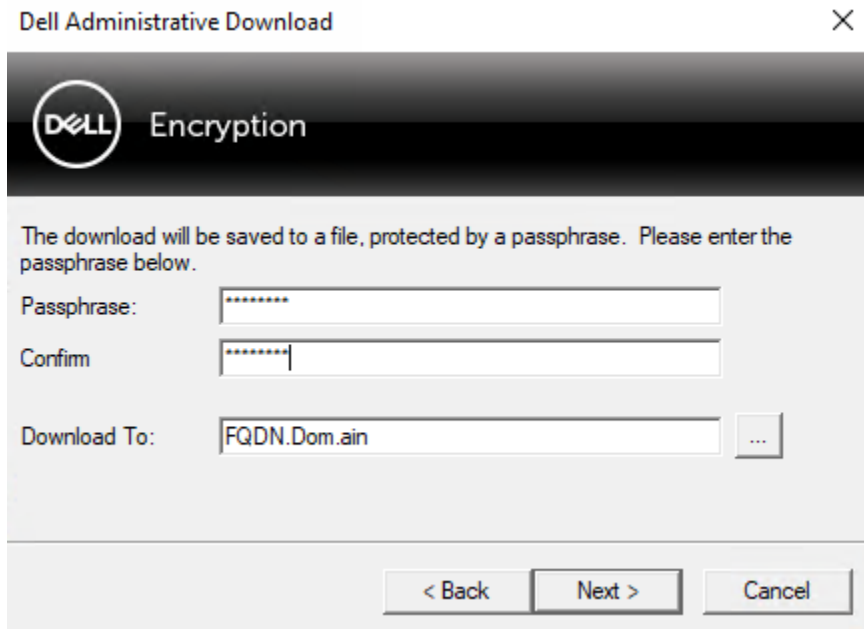 Dell Administrative Download
DELL
Encryption
The download will be saved to a file, protected by a passphrase. Please enter the
passphrase below.
Passphrase: ********
Confirm ********
Download To: FQDN.Dom.ain ...
< Back Next > Cancel